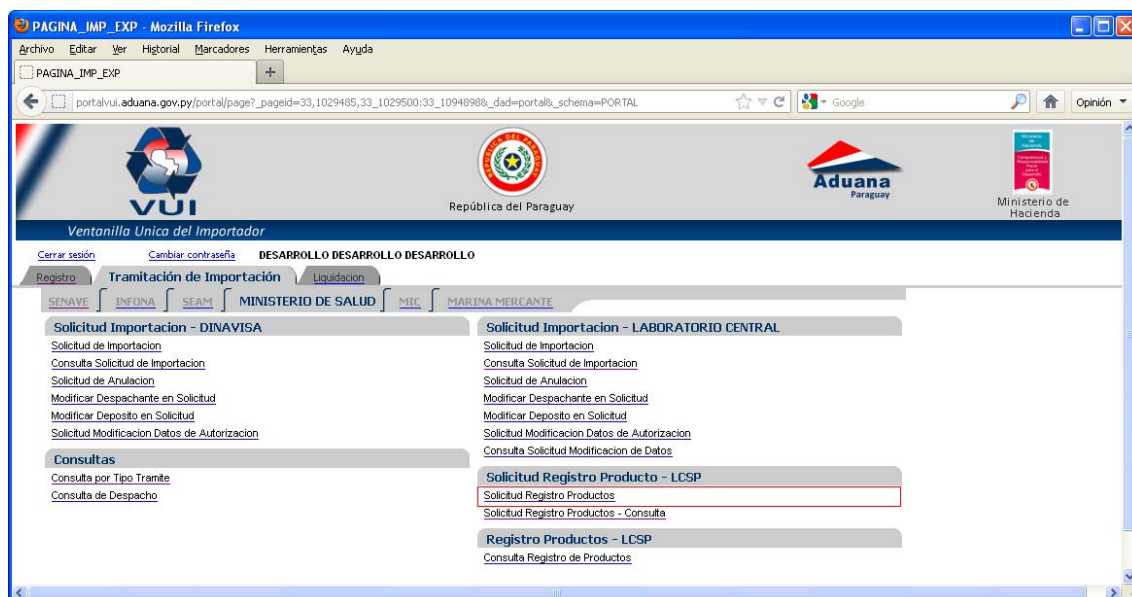 PAGINA_IMP_EXP - Mozilla Firefox
Archivo Editar Ver Historial Marcadores Herramientas Ayuda
PAGINA_IMP_EXP
portalvui.aduana.gov.py/portal/page?_pageid=33,1029485,33_1029500:33_1094898&_dad=portal&_schema=PORTAL
Google
Opinión
VUI
República del Paraguay
Aduana
Paraguay
Ministerio de
Hacienda
Ventanilla Unica del Importador
Cerrar sesión Cambiar contraseña DESARROLLO DESARROLLO DESARROLLO
Registro Tramitación de Importación Liquidacion
SENAVE INFONA SEAM MINISTERIO DE SALUD MIC MARINA MERCANTE
Solicitud Importacion - DINAVISA
Solicitud de Importacion
Consulta Solicitud de Importacion
Solicitud de Anulacion
Modificar Despachante en Solicitud
Modificar Deposito en Solicitud
Solicitud Modificacion Datos de Autorizacion
Consultas
Consulta por Tipo Tramite
Consulta de Despacho
Solicitud Importacion - LABORATORIO CENTRAL
Solicitud de Importacion
Consulta Solicitud de Importacion
Solicitud de Anulacion
Modificar Despachante en Solicitud
Modificar Deposito en Solicitud
Solicitud Modificacion Datos de Autorizacion
Consulta Solicitud Modificacion de Datos
Solicitud Registro Producto - LCSP
Solicitud Registro Productos
Solicitud Registro Productos - Consulta
Registro Productos - LCSP
Consulta Registro de Productos